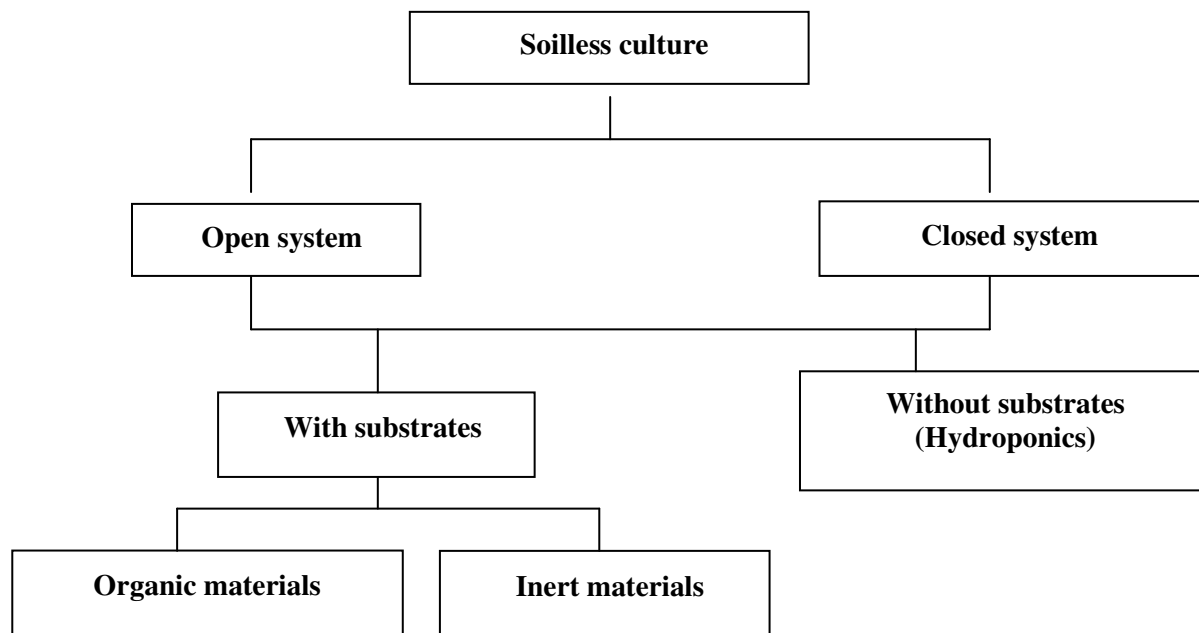 Soilless culture
Open system
Closed system
With substrates
Without substrates
(Hydroponics)
Organic materials
Inert materials